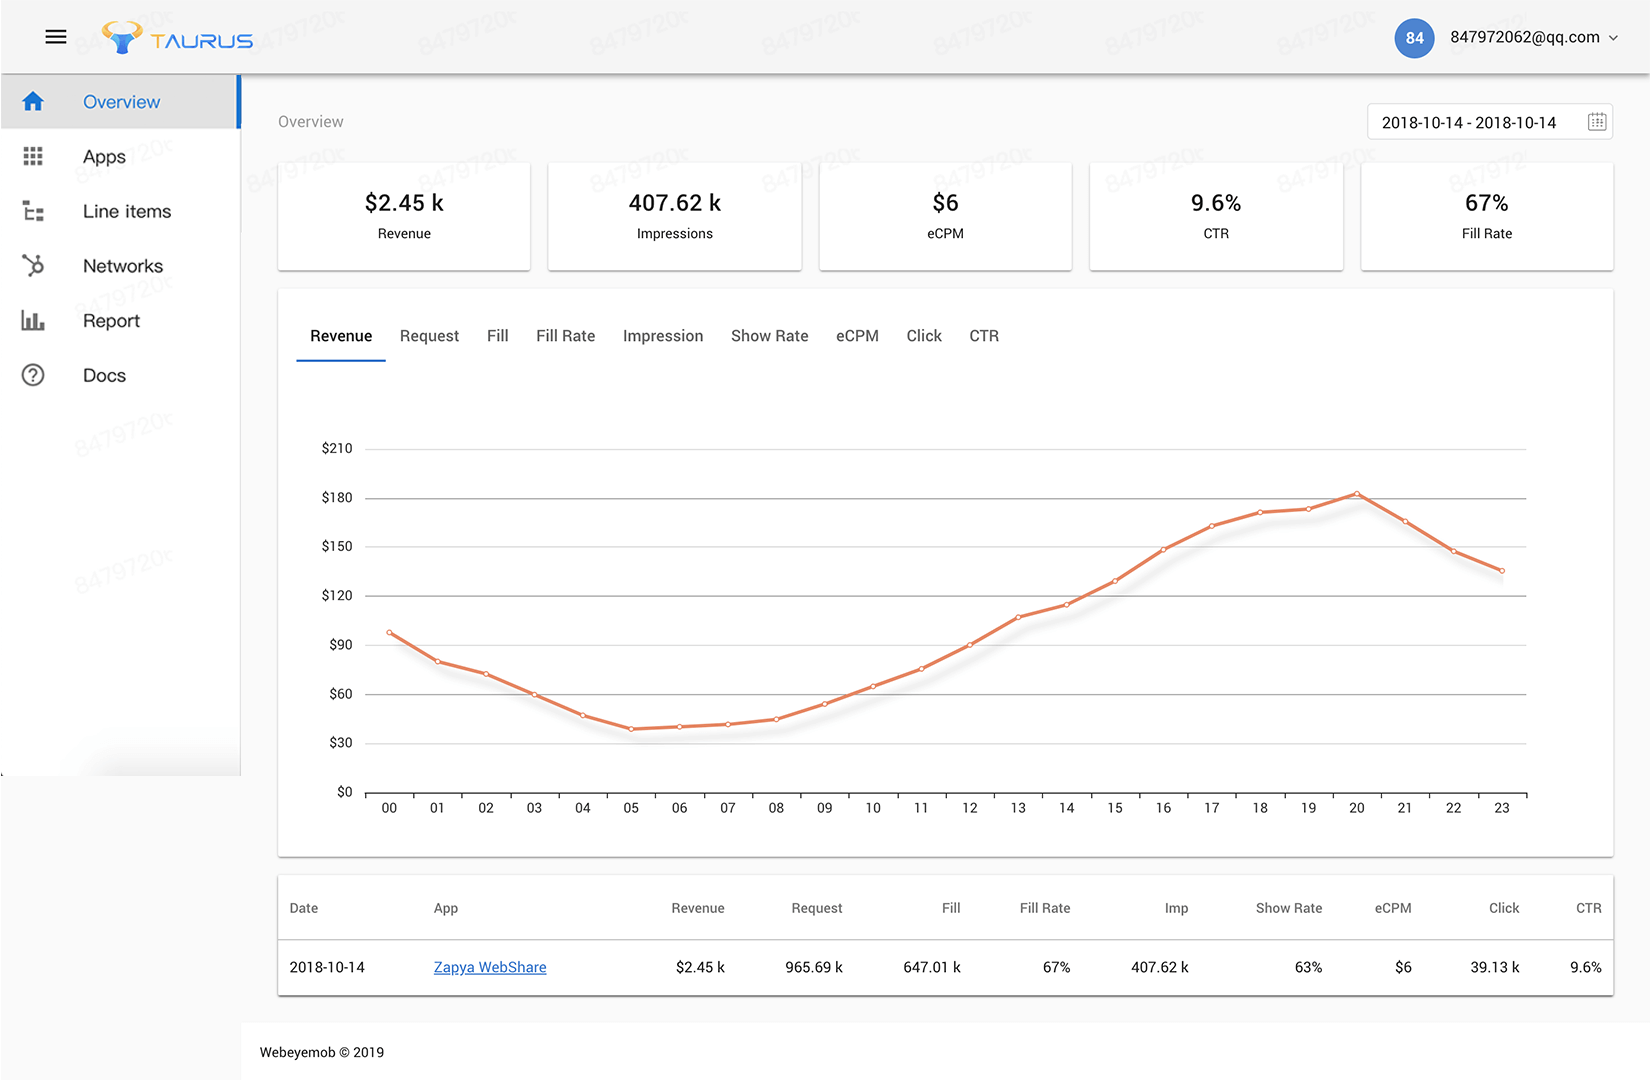 TAURUS
84
847972062@qq.com
Overview
Apps
Line items
Networks
Report
Docs
Overview
2018-10-14 - 2018-10-14
$2.45 k
Revenue
407.62 k
Impressions
$6
eCPM
9.6%
CTR
67%
Fill Rate
Revenue Request Fill Fill Rate Impression Show Rate eCPM Click CTR
$210
$180
$150
$120
$90
$60
$30
$0
00 01 02 03 04 05 06 07 08 09 10 11 12 13 14 15 16 17 18 19 20 21 22 23
Date App Revenue Request Fill Fill Rate Imp Show Rate eCPM Click CTR
2018-10-14 Zapya WebShare $2.45 k 965.69 k 647.01 k 67% 407.62 k 63% $6 39.13 k 9.6%
Webeyemob © 2019